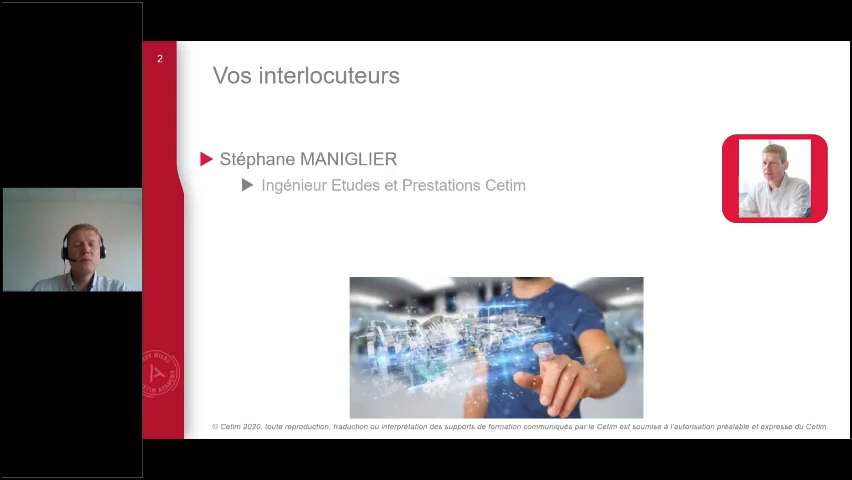 2
Vos interlocuteurs
Stéphane MANIGLIER
Ingénieur Etudes et Prestations Cetim
© Cetim 2020, toute reproduction, traduction ou interprétation des supports de formation communiqués par le Cetim est soumise à l'autorisation préalable et expresse du Cetim.